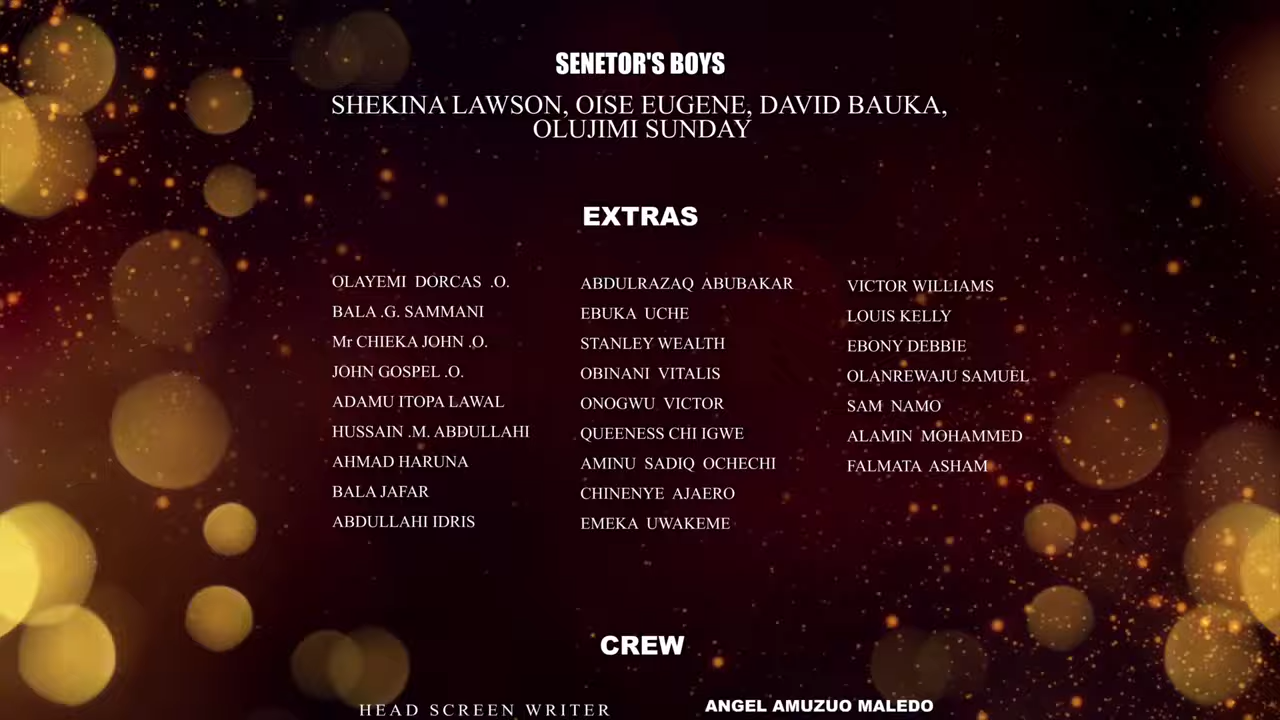 SENETOR'S BOYS
SHEKINA LAWSON, OISE EUGENE, DAVID BAUKA,
OLUJIMI SUNDAY
EXTRAS
OLAYEMI DORCAS .O.
BALA .G. SAMMANI
Mr CHIEKA JOHN .O.
JOHN GOSPEL .O.
ADAMU ITOPA LAWAL
HUSSAIN .M. ABDULLAHI
AHMAD HARUNA
BALA JAFAR
ABDULLAHI IDRIS
ABDULRAZAQ ABUBAKAR
EBUKA UCHE
STANLEY WEALTH
OBINANI VITALIS
ONOGWU VICTOR
QUEENESS CHI IGWE
AMINU SADIQ OCHECHI
CHINENYE AJAERO
EMEKA UWAKEME
VICTOR WILLIAMS
LOUIS KELLY
EBONY DEBBIE
OLANREWAJU SAMUEL
SAM NAMO
ALAMIN MOHAMMED
FALMATA ASHAM
CREW
HEAD SCREEN WRITER ANGEL AMUZUO MALEDO